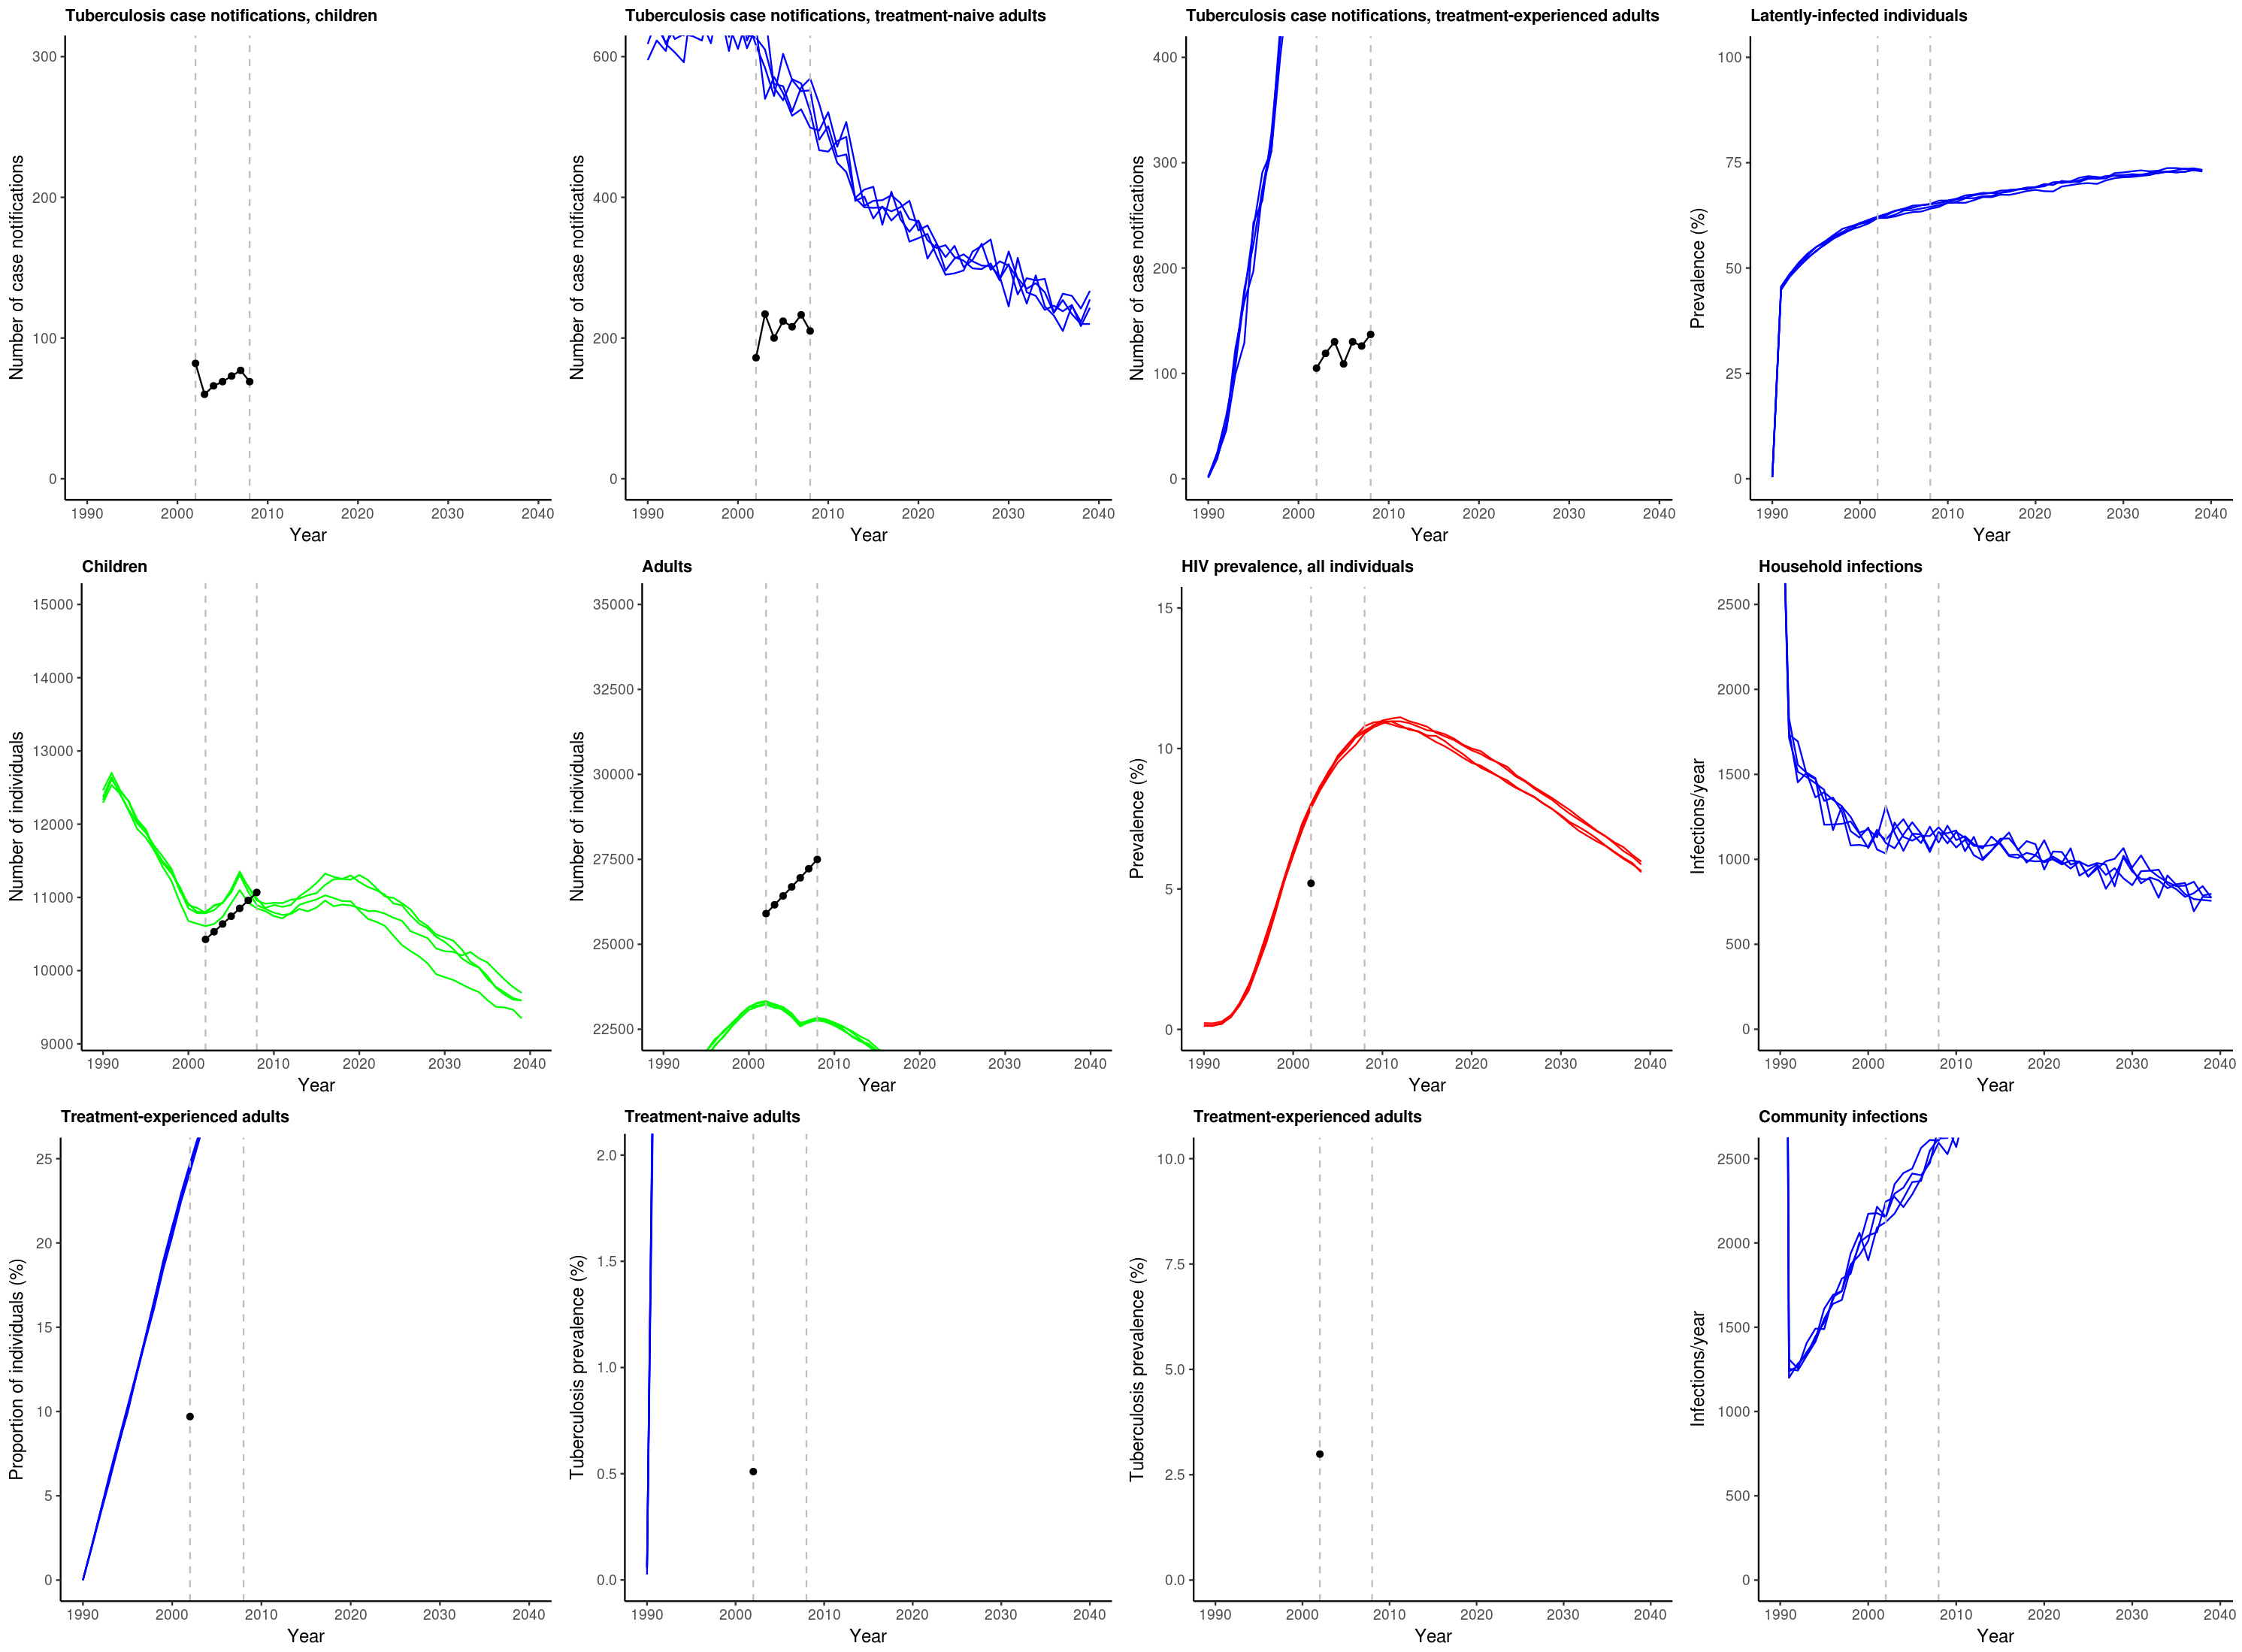 Tuberculosis case notifications, children
Number of case notifications
300
200
100
0
1990 2000 2010 2020 2030 2040
Year
Tuberculosis case notifications, treatment-naive adults
Number of case notifications
600
400
200
0
1990 2000 2010 2020 2030 2040
Year
Tuberculosis case notifications, treatment-experienced adults
Number of case notifications
400
300
200
100
0
1990 2000 2010 2020 2030 2040
Year
Latently-infected individuals
Prevalence (%)
100
75
50
25
0
1990 2000 2010 2020 2030 2040
Year
Children
Number of individuals
15000
14000
13000
12000
11000
10000
9000
1990 2000 2010 2020 2030 2040
Year
Adults
Number of individuals
35000
32500
30000
27500
25000
22500
1990 2000 2010 2020 2030 2040
Year
HIV prevalence, all individuals
Prevalence (%)
15
10
5
0
1990 2000 2010 2020 2030 2040
Year
Household infections
Infections/year
2500
2000
1500
1000
500
0
1990 2000 2010 2020 2030 2040
Year
Treatment-experienced adults
Proportion of individuals (%)
25
20
15
10
5
0
1990 2000 2010 2020 2030 2040
Year
Treatment-naive adults
Tuberculosis prevalence (%)
2.0
1.5
1.0
0.5
0.0
1990 2000 2010 2020 2030 2040
Year
Treatment-experienced adults
Tuberculosis prevalence (%)
10.0
7.5
5.0
2.5
0.0
1990 2000 2010 2020 2030 2040
Year
Community infections
Infections/year
2500
2000
1500
1000
500
0
1990 2000 2010 2020 2030 2040
Year